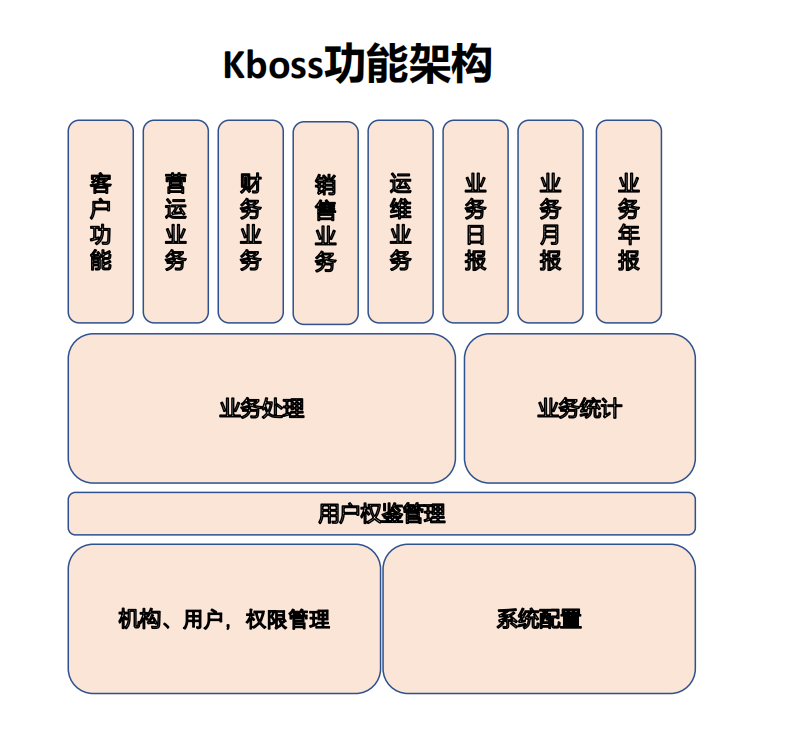 Kboss功能架构
客户功能
营运业务
财务业务
销售业务
运维业务
业务日报
业务月报
业务年报
业务处理
业务统计
用户权鉴管理
机构、用户，权限管理
系统配置